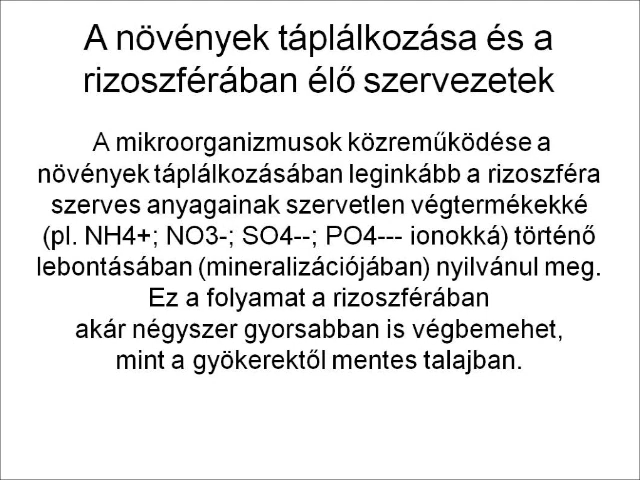 A növények táplálkozása és a
rizoszférában élő szervezetek
A mikroorganizmusok közreműködése a
növények táplálkozásában leginkább a rizoszféra
szerves anyagainak szervetlen végtermékekké
(pl. NH4+; NO3-; SO4--; PO4--- ionokká) történő
lebontásában (mineralizációjában) nyilvánul meg.
Ez a folyamat a rizoszférában
akár négyszer gyorsabban is végbemehet,
mint a gyökerektől mentes talajban.